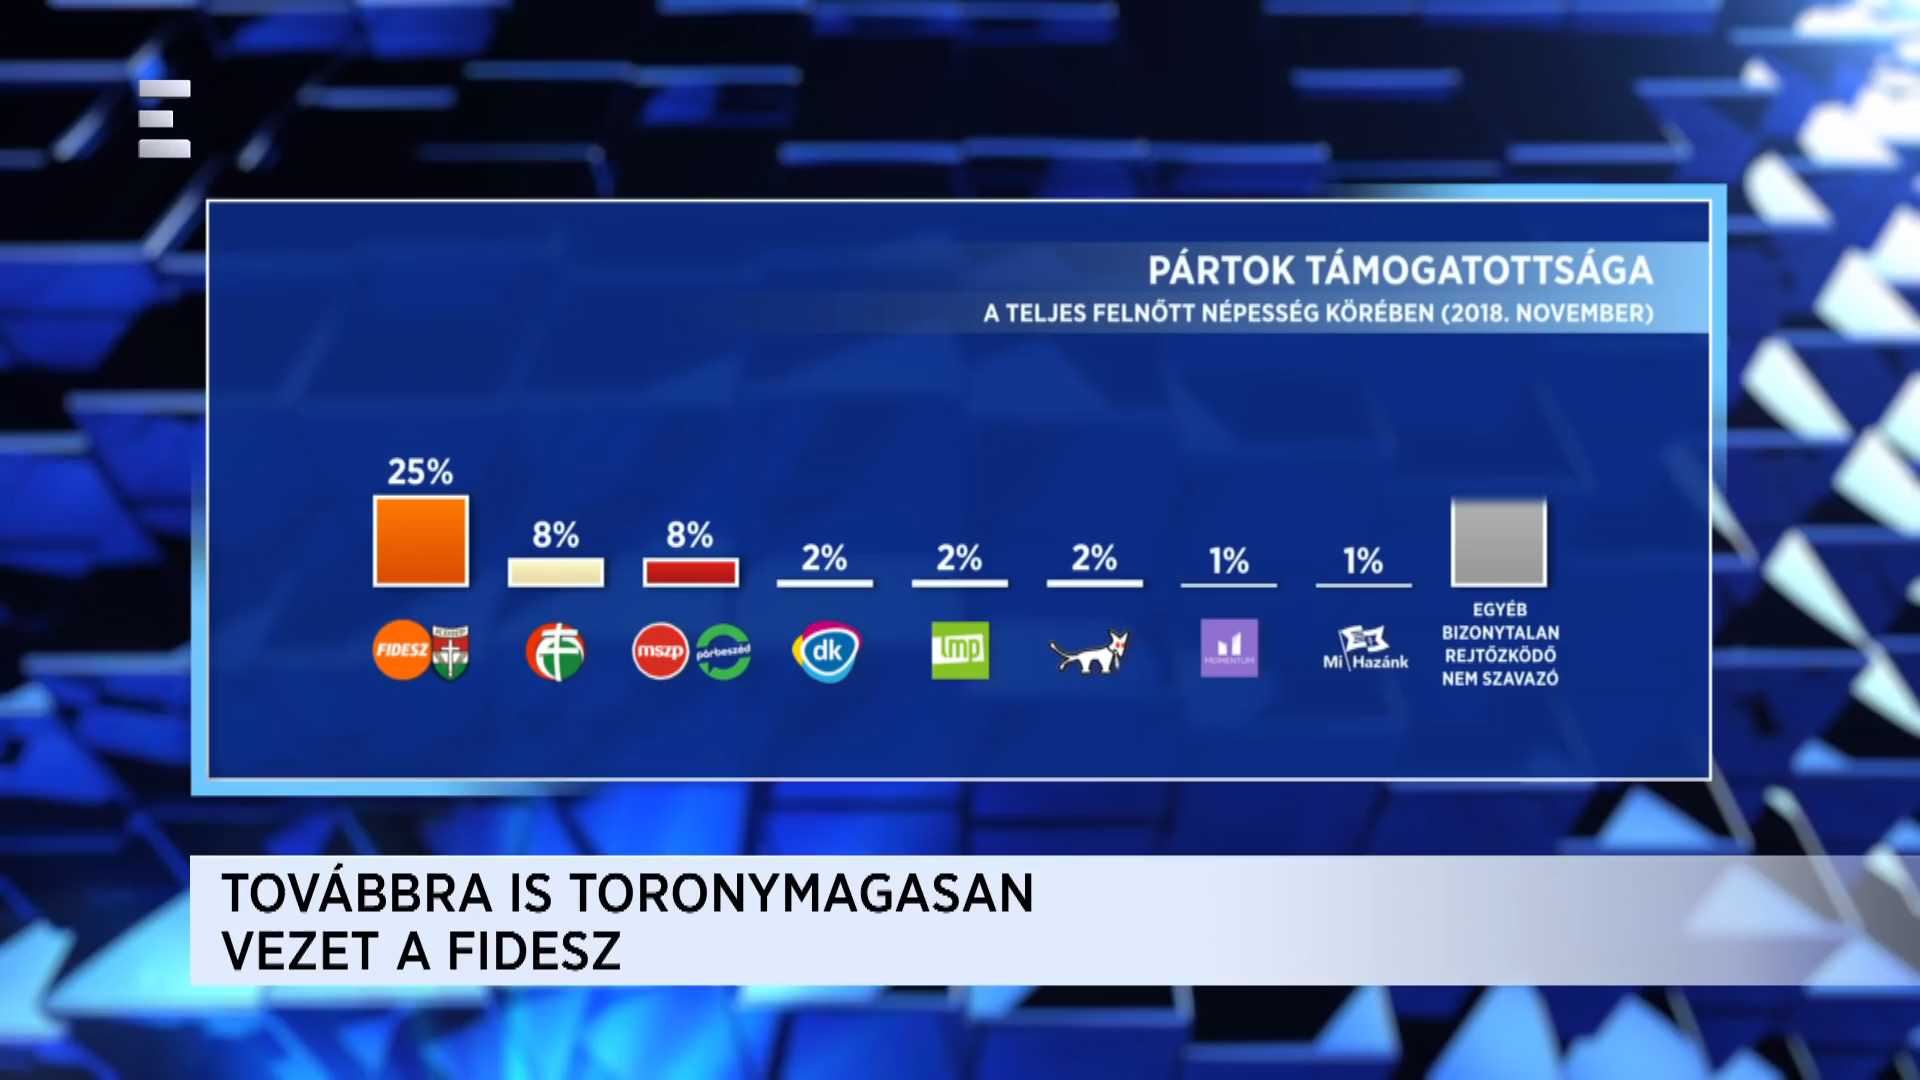 PÁRTOK TÁMOGATOTTSÁGA
A TELJES FELNŐTT NÉPESSÉG KÖRÉBEN (2018. NOVEMBER)
25%
8%
8%
2%
2%
2%
1%
1%
FIDESZ
mszp
párbeszéd
dk
lmp
MOMENTUM
Mi Hazánk
EGYÉB
BIZONYTALAN
REJTŐZKÖDŐ
NEM SZAVAZÓ
TOVÁBBRA IS TORONYMAGASAN
VEZET A FIDESZ